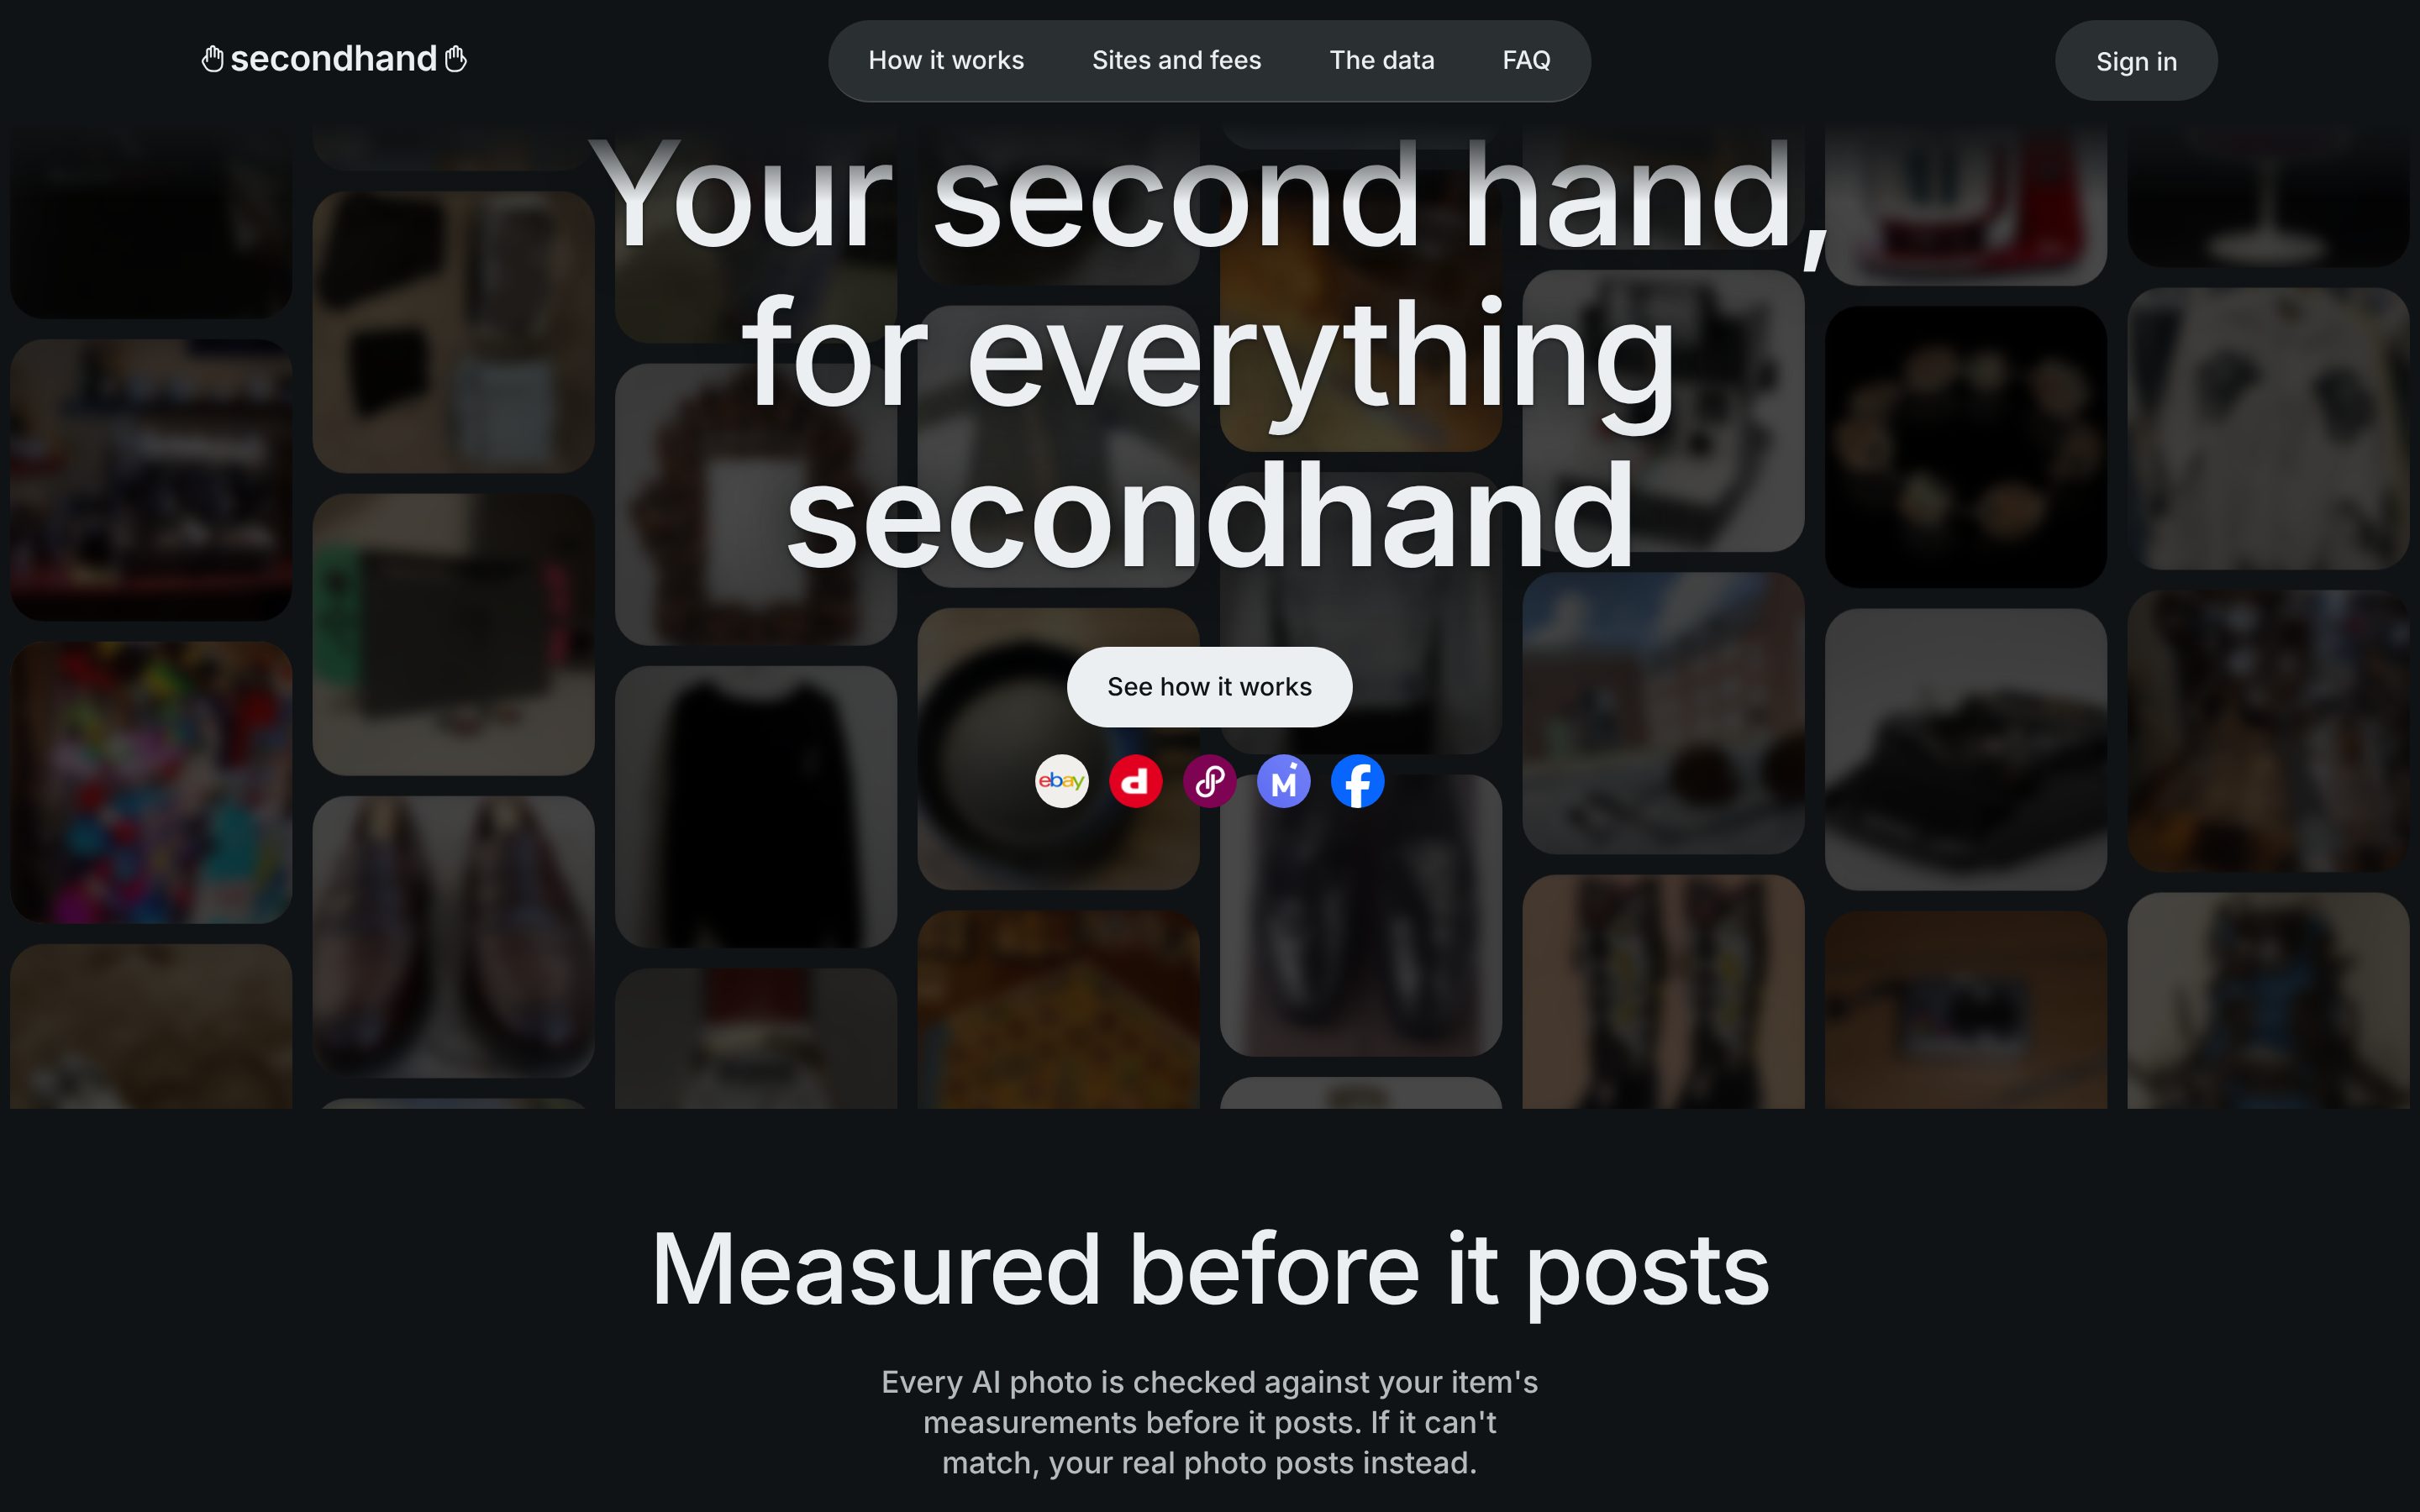 secondhand
How it works
Sites and fees
The data
FAQ
Sign in
Your second hand,
for everything
secondhand
See how it works
ebay
Measured before it posts
Every AI photo is checked against your item's
measurements before it posts. If it can't
match, your real photo posts instead.